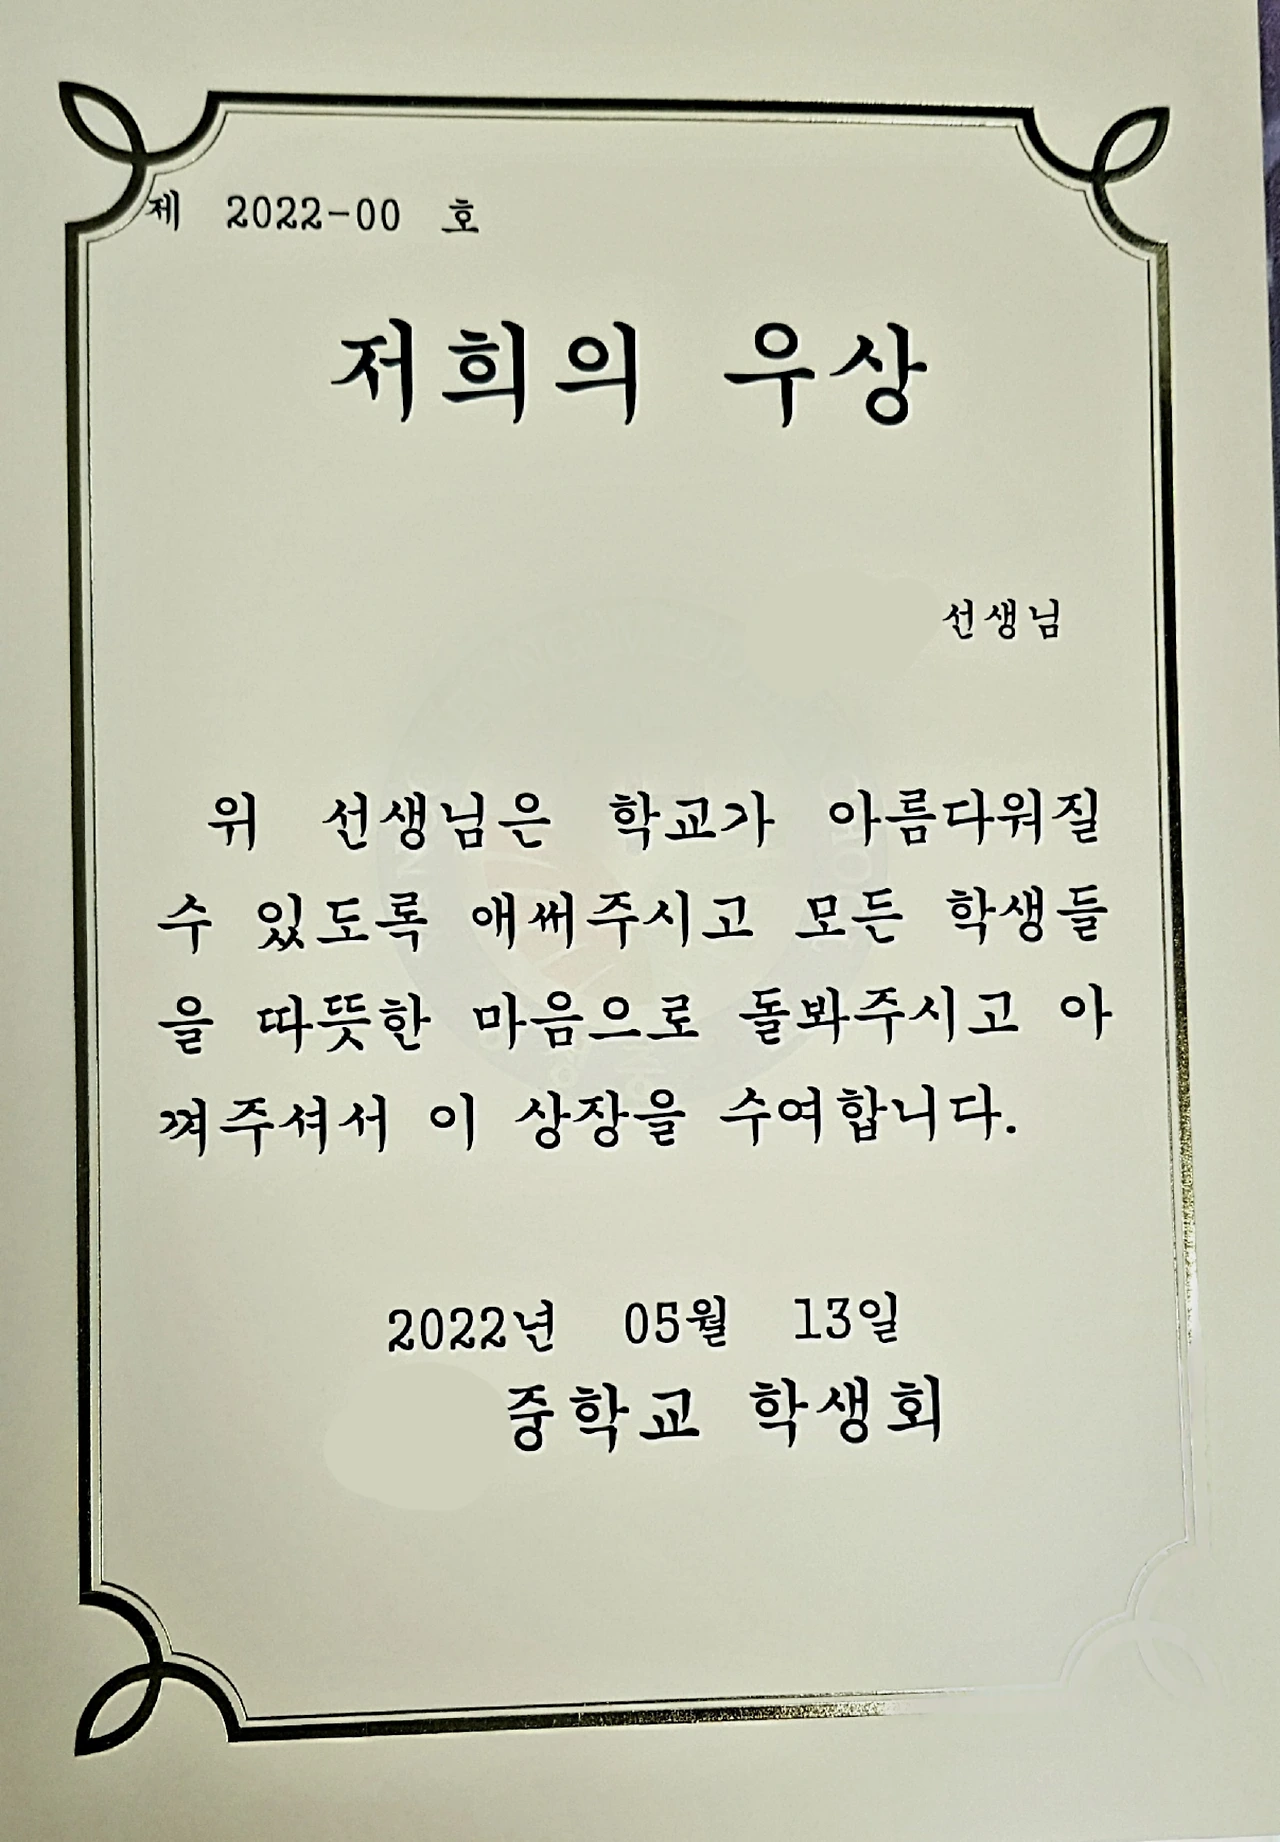 제 2022-00 호
저희의 우상
선생님
위 선생님은 학교가 아름다워질
수 있도록 애써주시고 모든 학생들
을 따뜻한 마음으로 돌봐주시고 아
껴주셔서 이 상장을 수여합니다.
2022년 05월 13일
중학교 학생회